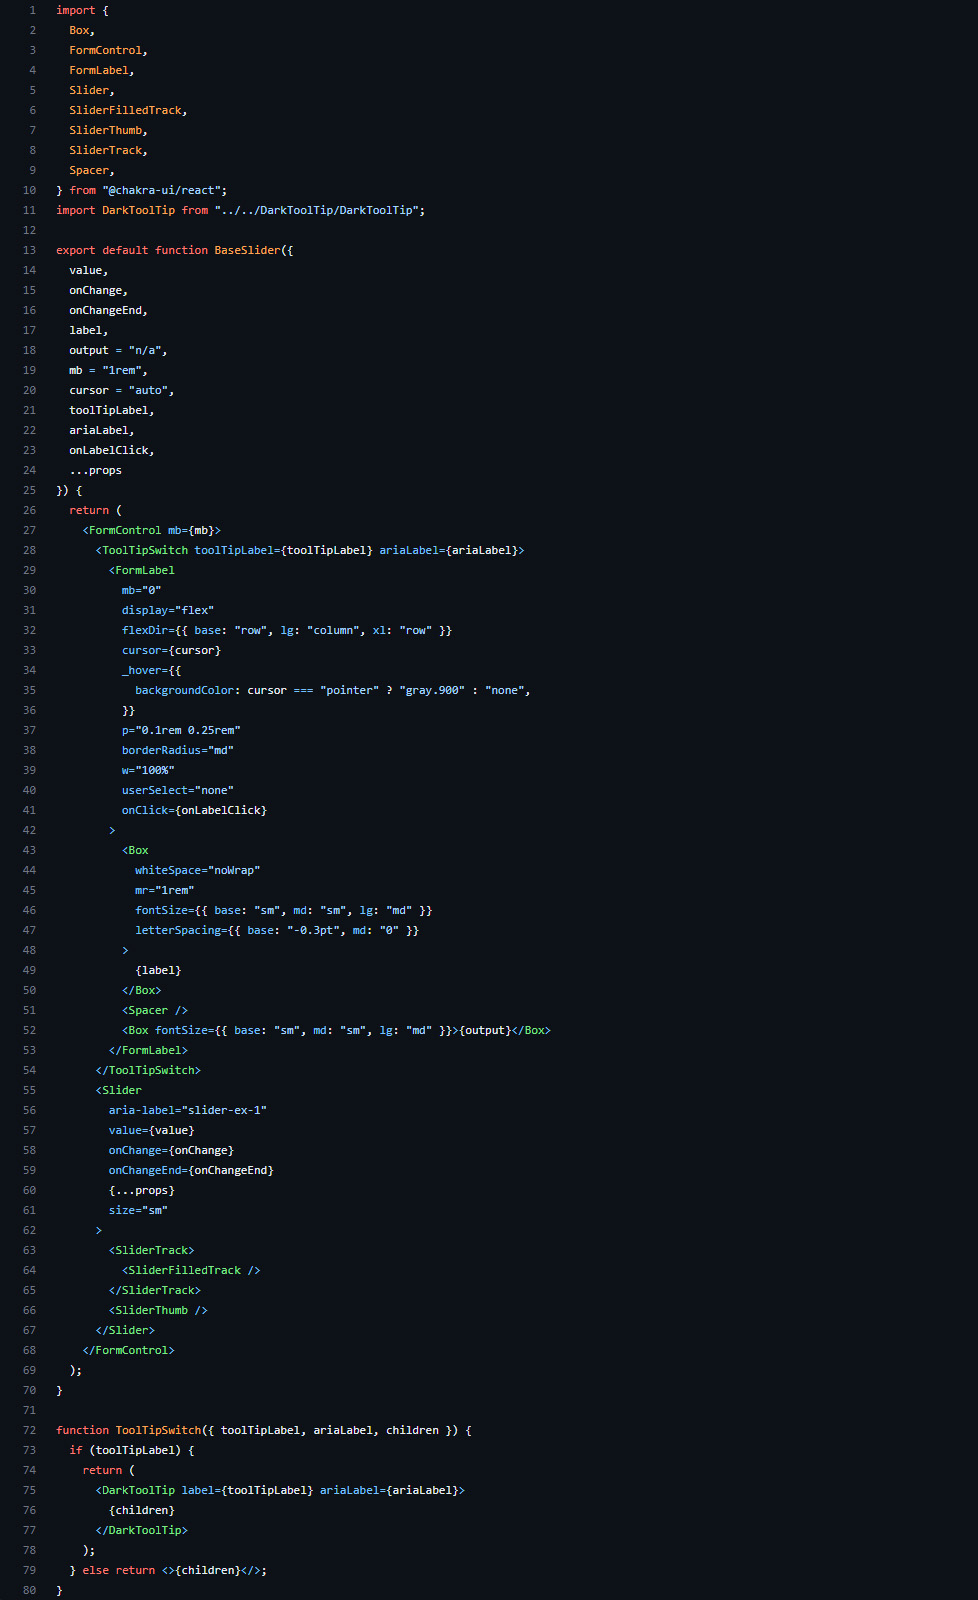 1 import {
2   Box,
3   FormControl,
4   FormLabel,
5   Slider,
6   SliderFilledTrack,
7   SliderThumb,
8   SliderTrack,
9   Spacer,
10 } from "@chakra-ui/react";
11 import DarkToolTip from "../../DarkToolTip/DarkToolTip";
12
13 export default function BaseSlider({
14   value,
15   onChange,
16   onChangeEnd,
17   label,
18   output = "n/a",
19   mb = "1rem",
20   cursor = "auto",
21   toolTipLabel,
22   ariaLabel,
23   onLabelClick,
24   ...props
25 }) {
26   return (
27     <FormControl mb={mb}>
28       <ToolTipSwitch toolTipLabel={toolTipLabel} ariaLabel={ariaLabel}>
29         <FormLabel
30           mb="0"
31           display="flex"
32           flexDir={{ base: "row", lg: "column", xl: "row" }}
33           cursor={cursor}
34           _hover={{
35             backgroundColor: cursor === "pointer" ? "gray.900" : "none",
36           }}
37           p="0.1rem 0.25rem"
38           borderRadius="md"
39           w="100%"
40           userSelect="none"
41           onClick={onLabelClick}
42         >
43           <Box
44             whiteSpace="noWrap"
45             mr="1rem"
46             fontSize={{ base: "sm", md: "sm", lg: "md" }}
47             letterSpacing={{ base: "-0.3pt", md: "0" }}
48           >
49             {label}
50           </Box>
51           <Spacer />
52           <Box fontSize={{ base: "sm", md: "sm", lg: "md" }}>{output}</Box>
53         </FormLabel>
54       </ToolTipSwitch>
55       <Slider
56         aria-label="slider-ex-1"
57         value={value}
58         onChange={onChange}
59         onChangeEnd={onChangeEnd}
60         {...props}
61         size="sm"
62       >
63         <SliderTrack>
64           <SliderFilledTrack />
65         </SliderTrack>
66         <SliderThumb />
67       </Slider>
68     </FormControl>
69   );
70 }
71
72 function ToolTipSwitch({ toolTipLabel, ariaLabel, children }) {
73   if (toolTipLabel) {
74     return (
75       <DarkToolTip label={toolTipLabel} ariaLabel={ariaLabel}>
76         {children}
77       </DarkToolTip>
78     );
79   } else return <>{children}</>;
80 }